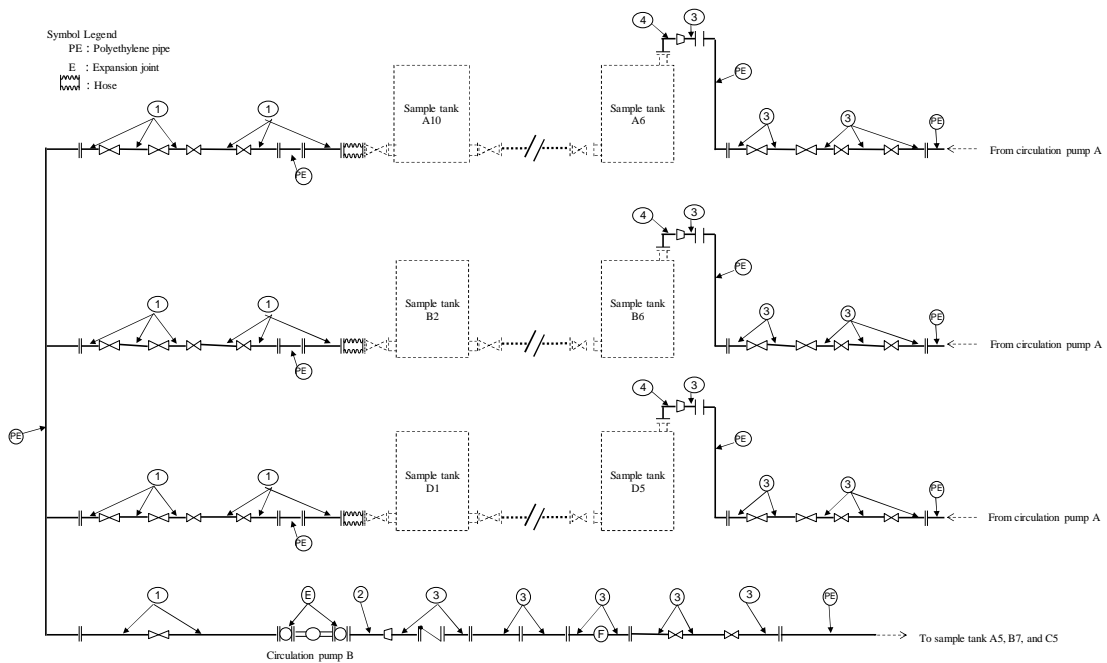 Symbol Legend
PE : Polyethylene pipe
E : Expansion joint
: Hose
4 3
PE
1 1
Sample tank
A10
Sample tank
A6
3 3 PE
PE
From circulation pump A
4 3
PE
1 1
Sample tank
B2
Sample tank
B6
3 3 PE
PE
From circulation pump A
4 3
PE
PE
1 1
Sample tank
D1
Sample tank
D5
3 3 PE
PE
From circulation pump A
1 E 2 3 3 3 3 3 PE
F
To sample tank A5, B7, and C5
Circulation pump B